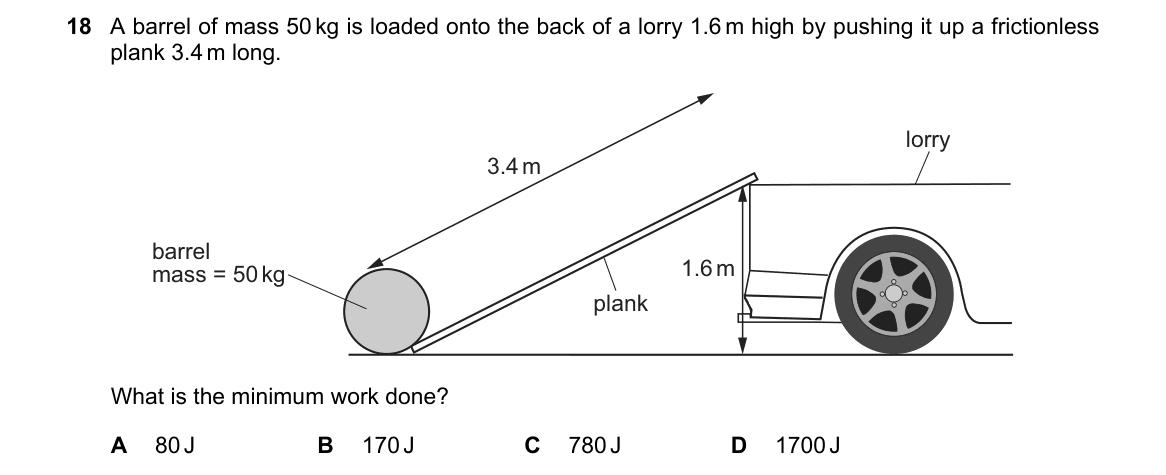 18 A barrel of mass 50 kg is loaded onto the back of a lorry 1.6 m high by pushing it up a frictionless
plank 3.4 m long.
lorry
3.4 m
barrel
mass = 50 kg
1.6 m
plank
What is the minimum work done?
A 80 J B 170 J C 780 J D 1700 J